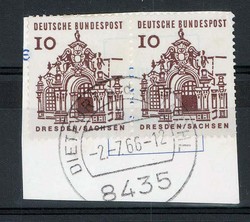 DEUTSCHE BUNDESPOST DEUTSCHE BUNDESPOST
10 10
DRESDEN/SACHSEN DRESDEN/SACHSEN
-2.-7.66-12
8435